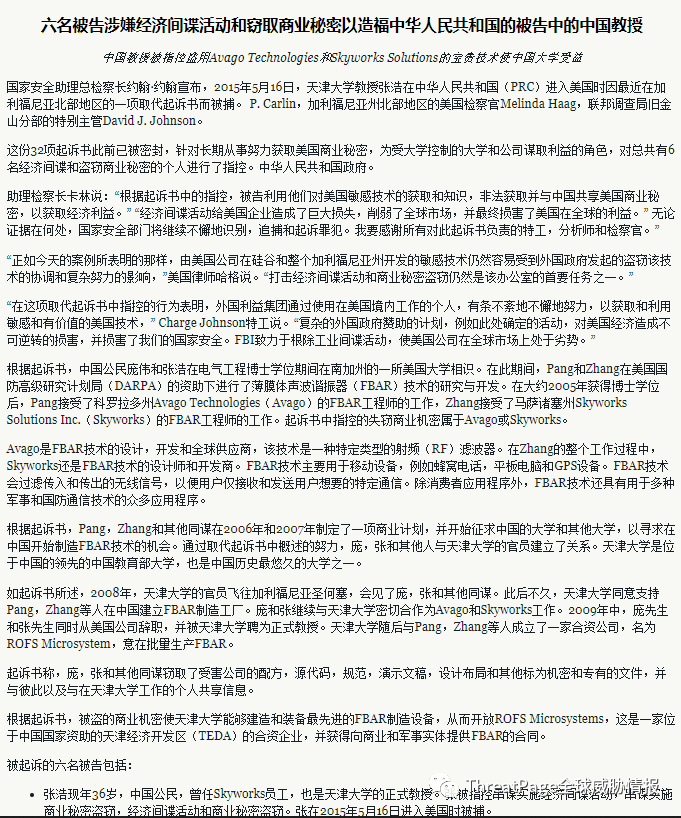 六名被告涉嫌经济间谍活动和窃取商业秘密以造福中华人民共和国的被告中的中国教授
中国教授被指控盗用Avago Technologies和Skyworks Solutions的宝贵技术使中国大学受益
国家安全助理总检察长约翰·约翰宣布，2015年5月16日，天津大学教授张浩在中华人民共和国（PRC）进入美国时因最近在加
利福尼亚北部地区的一项取代起诉书而被捕。 P. Carlin，加利福尼亚州北部地区的美国检察官Melinda Haag，联邦调查局旧金
山分部的特别主管David J. Johnson。
这份32项起诉书此前已被密封，针对长期从事努力获取美国商业秘密，为受大学控制的大学和公司谋取利益的角色，对总共有6
名经济间谍和盗窃商业秘密的个人进行了指控。中华人民共和国政府。
助理检察长卡林说：“根据起诉书中的指控，被告利用他们对美国敏感技术的获取和知识，非法获取并与中国共享美国商业秘
密，以获取经济利益。” “经济间谍活动给美国企业造成了巨大损失，削弱了全球市场，并最终损害了美国在全球的利益。” 无论
证据在何处，国家安全部门将继续不懈地识别，追捕和起诉罪犯。我要感谢所有对此起诉书负责的特工，分析师和检察官。”
“正如今天的案例所表明的那样，由美国公司在硅谷和整个加利福尼亚州开发的敏感技术仍然容易受到外国政府发起的盗窃该技
术的协调和复杂努力的影响，”美国律师哈格说。“打击经济间谍活动和商业秘密盗窃仍然是该办公室的首要任务之一。”
“在这项取代起诉书中指控的行为表明，外国利益集团通过使用在美国境内工作的个人，有条不紊地不懈地努力，以获取和利用
敏感和有价值的美国技术，” Charge Johnson特工说。“复杂的外国政府赞助的计划，例如此处确定的活动，对美国经济造成不
可逆转的损害，并损害了我们的国家安全。FBI致力于根除工业间谍活动，使美国公司在全球市场上处于劣势。”
根据起诉书，中国公民庞伟和张浩在电气工程博士学位期间在南加州的一所美国大学相识。在此期间，Pang和Zhang在美国国
防高级研究计划局（DARPA）的资助下进行了薄膜体声波谐振器（FBAR）技术的研究与开发。在大约2005年获得博士学位
后，Pang接受了科罗拉多州Avago Technologies（Avago）的FBAR工程师的工作，Zhang接受了马萨诸塞州Skyworks
Solutions Inc.（Skyworks）的FBAR工程师的工作。起诉书中指控的失窃商业机密属于Avago或Skyworks。
Avago是FBAR技术的设计，开发和全球供应商，该技术是一种特定类型的射频（RF）滤波器。在Zhang的整个工作过程中，
Skyworks还是FBAR技术的设计师和开发商。FBAR技术主要用于移动设备，例如蜂窝电话，平板电脑和GPS设备。FBAR技术
会过滤传入和传出的无线信号，以便用户仅接收和发送用户想要的特定通信。除消费者应用程序外，FBAR技术还具有用于多种
军事和国防通信技术的众多应用程序。
根据起诉书，Pang，Zhang和其他同谋在2006年和2007年制定了一项商业计划，并开始征求中国的大学和其他大学，以寻求在
中国开始制造FBAR技术的机会。通过取代起诉书中概述的努力，庞，张和其他人与天津大学的官员建立了关系。天津大学是位
于中国的领先的中国教育部大学，也是中国历史最悠久的大学之一。
如起诉书所述，2008年，天津大学的官员飞往加利福尼亚圣何塞，会见了庞，张和其他同谋。此后不久，天津大学同意支持
Pang，Zhang等人在中国建立FBAR制造工厂。庞和张继续与天津大学密切合作为Avago和Skyworks工作。2009年中，庞先生
和张先生同时从美国公司辞职，并被天津大学聘为正式教授。天津大学随后与Pang，Zhang等人成立了一家合资公司，名为
ROFS Microsystem，意在批量生产FBAR。
起诉书称，庞，张和其他同谋窃取了受害公司的配方，源代码，规范，演示文稿，设计布局和其他标为机密和专有的文件，并
与彼此以及与在天津大学工作的个人共享信息。
根据起诉书，被盗的商业机密使天津大学能够建造和装备最先进的FBAR制造设备，从而开放ROFS Microsystems，这是一家位
于中国国家资助的天津经济开发区（TEDA）的合资企业，并获得向商业和军事实体提供FBAR的合同。
被起诉的六名被告包括：
ThreatPage全球威胁情报
• 张浩现年36岁，中国公民，曾任Skyworks员工，也是天津大学的正式教授。张被指控串谋实施经济间谍活动，串谋实施
商业秘密盗窃，经济间谍活动和商业秘密盗窃。张在2015年5月16日进入美国时被捕。